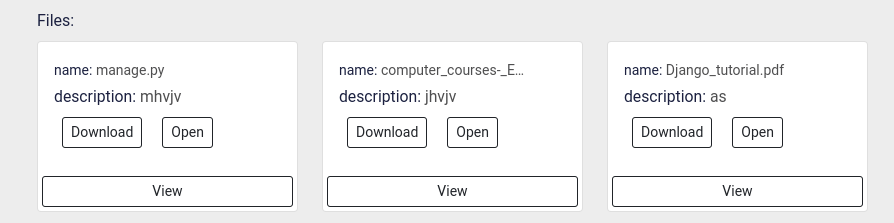 Files:
name: manage.py
description: mhvjv
Download Open
View
name: computer_courses-_E...
description: jhvjv
Download Open
View
name: Django_tutorial.pdf
description: as
Download Open
View